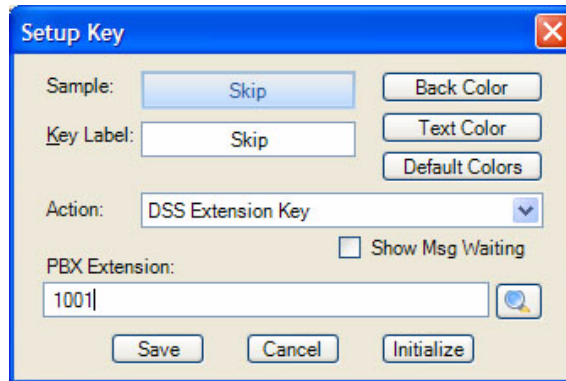 Setup Key
Sample: Skip Back Color
Key Label: Skip Text Color
Default Colors
Action: DSS Extension Key
Show Msg Waiting
PBX Extension:
1001
Save Cancel Initialize